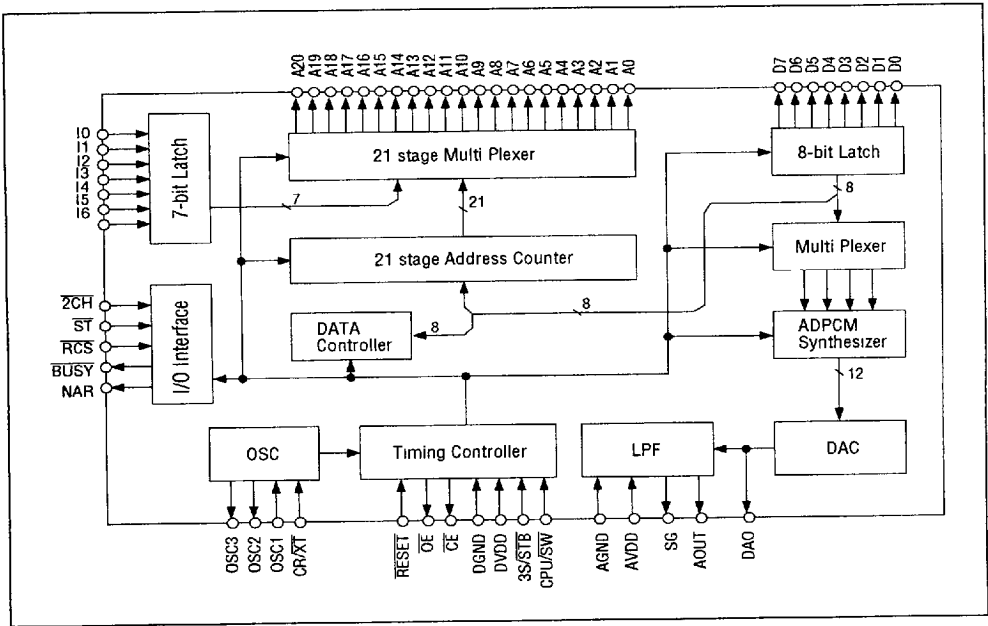 A20 A19 A18 A17 A16 A15 A14 A13 A12 A11 A10 A9 A8 A7 A6 A5 A4 A3 A2 A1 A0
D7 D6 D5 D4 D3 D2 D1 D0
I0
I1
I2
I3
I4
I5
I6
7-bit Latch
21 stage Multi Plexer
8-bit Latch
7
21
8
Multi Plexer
21 stage Address Counter
8
8
DATA
Controller
ADPCM
Synthesizer
12
2CH
ST
RCS
BUSY
NAR
I/O Interface
OSC
Timing Controller
LPF
DAC
OSC3
OSC2
OSC1
CR/XT
RESET
OE
CE
DGND
DVDD
3S/STB
CPU/SW
AGND
AVDD
SG
AOUT
DAO